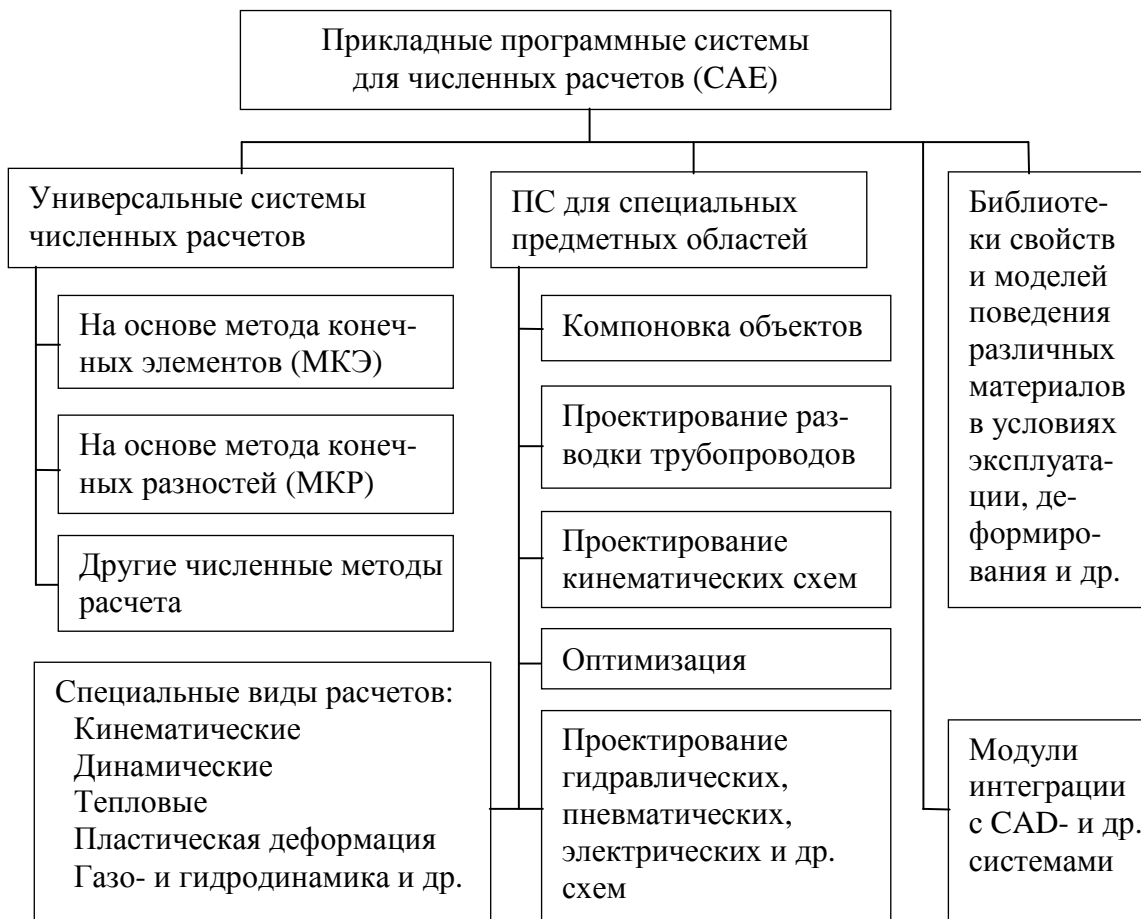 Прикладные программные системы
для численных расчетов (CAE)
Универсальные системы
численных расчетов
На основе метода конеч-
ных элементов (МКЭ)
На основе метода конеч-
ных разностей (МКР)
Другие численные методы
расчета
ПС для специальных
предметных областей
Компоновка объектов
Проектирование раз-
водки трубопроводов
Проектирование
кинематических схем
Оптимизация
Специальные виды расчетов:
Кинематические
Динамические
Тепловые
Пластическая деформация
Газо- и гидродинамика и др.
Проектирование
гидравлических,
пневматических,
электрических и др.
схем
Библиоте-
ки свойств
и моделей
поведения
различных
материалов
в условиях
эксплуата-
ции, де-
формиро-
вания и др.
Модули
интеграции
с CAD- и др.
системами